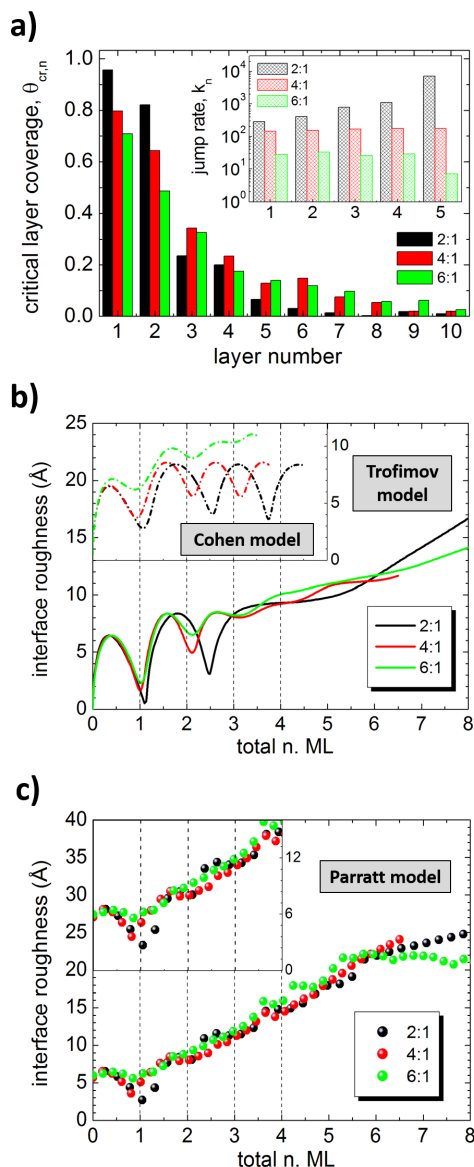 a)
critical layer coverage, θcr,n
1.0
0.8
0.6
0.4
0.2
0.0
1 2 3 4 5 6 7 8 9 10
layer number
2:1
4:1
6:1
jump rate, kn
10^4
10^3
10^2
10^1
10^0
1 2 3 4 5
2:1
4:1
6:1
b)
interface roughness (Å)
25
20
15
10
5
0
0 1 2 3 4 5 6 7 8
total n. ML
10
5
0
Trofimov
model
Cohen model
2:1
4:1
6:1
c)
interface roughness (Å)
40
35
30
25
20
15
10
5
0
0 1 2 3 4 5 6 7 8
total n. ML
12
6
0
Parratt model
2:1
4:1
6:1